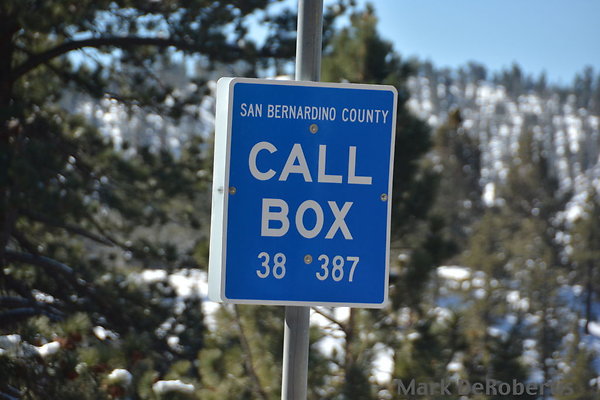 SAN BERNARDINO COUNTY
CALL
BOX
38 387
Mark DeRoberts